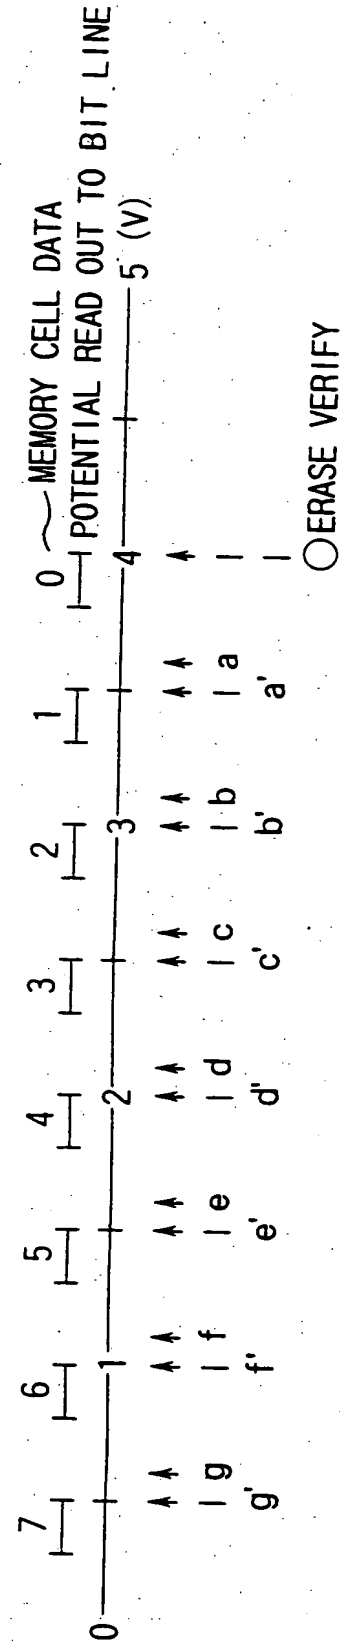 7 6 5 4 3 2 1 0 MEMORY CELL DATA
POTENTIAL READ OUT TO BIT LINE
0 1 2 3 4 5 (V)
g f e d c b a
g' f' e' d' c' b' a'
ERASE VERIFY